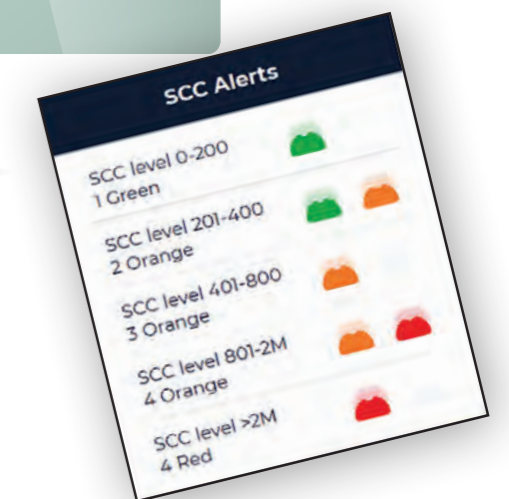 SCC Alerts
SCC level 0-200
1 Green
SCC level 201-400
2 Orange
SCC level 401-800
3 Orange
SCC level 801-2M
4 Orange
SCC level >2M
4 Red